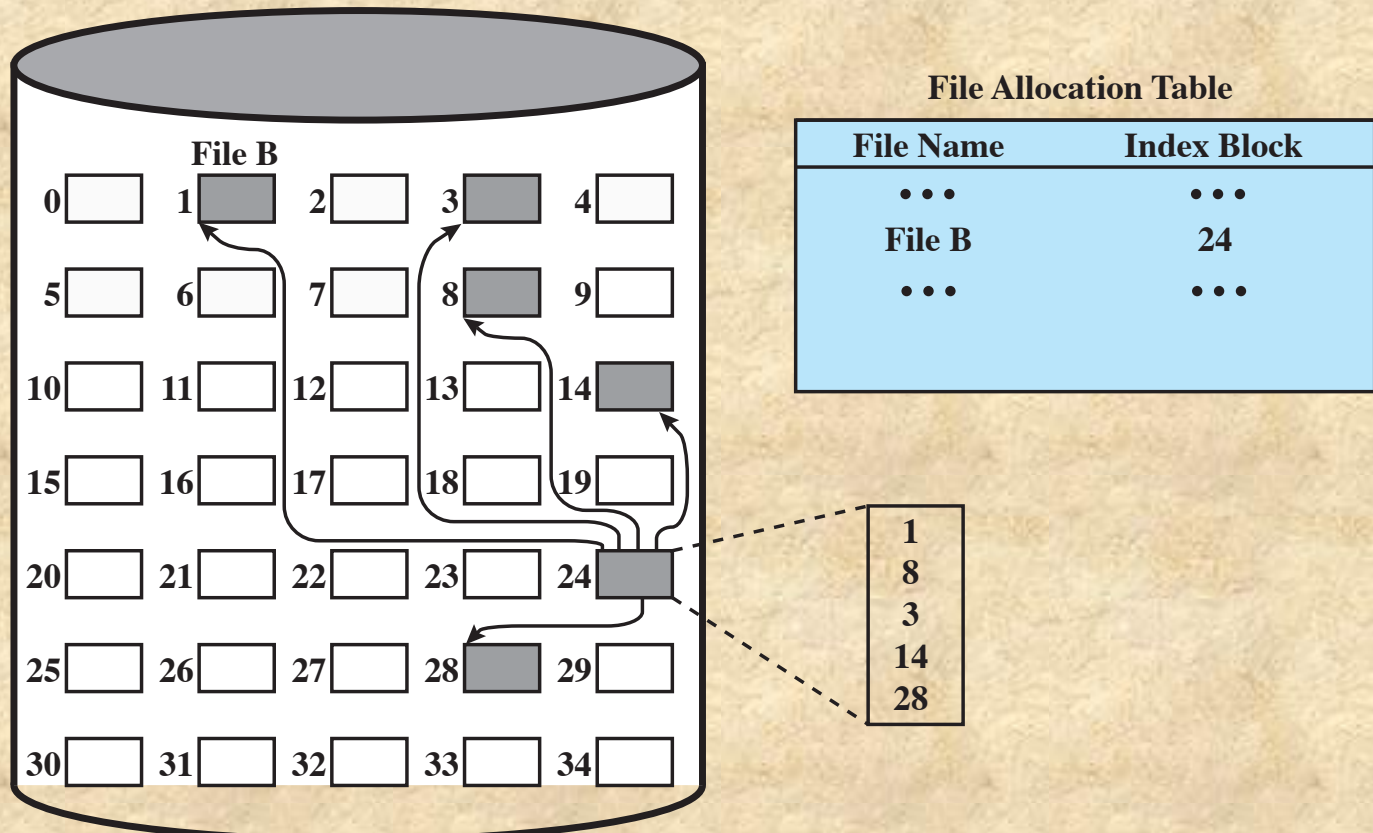 File Allocation Table
File Name Index Block
••• •••
File B 24
••• •••
File B
0 1 2 3 4
5 6 7 8 9
10 11 12 13 14
15 16 17 18 19
20 21 22 23 24
25 26 27 28 29
30 31 32 33 34
1
8
3
14
28